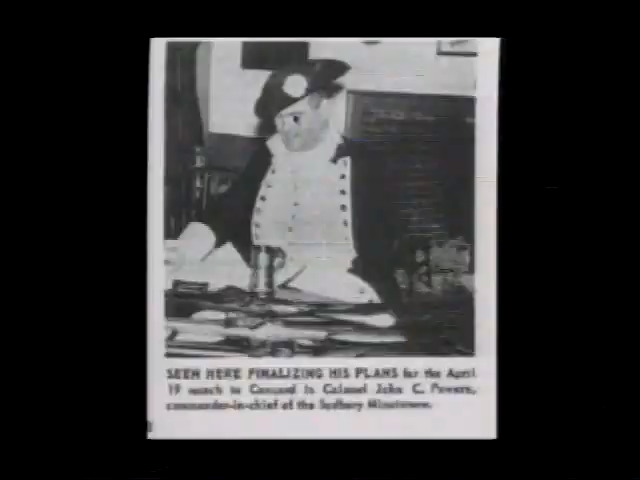 SEEN HERE FINALIZING HIS PLANS for the April
19 march to Concord is Colonel John C. Powers,
commander-in-chief of the Sudbury Minutemen.